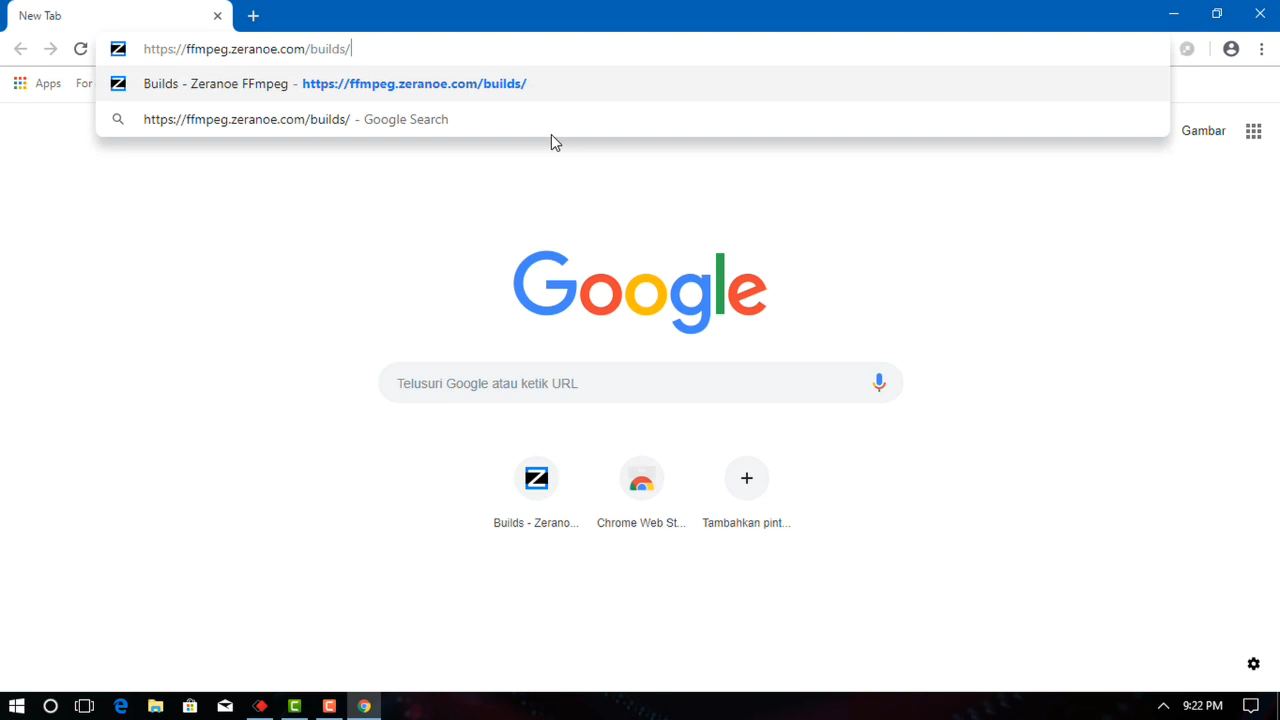 New Tab
https://ffmpeg.zeranoe.com/builds/
Apps For
Builds - Zeranoe FFmpeg - https://ffmpeg.zeranoe.com/builds/
https://ffmpeg.zeranoe.com/builds/ - Google Search
Gambar
Google
Telusuri Google atau ketik URL
Builds - Zerano... Chrome Web St... Tambahkan pint...
9:22 PM